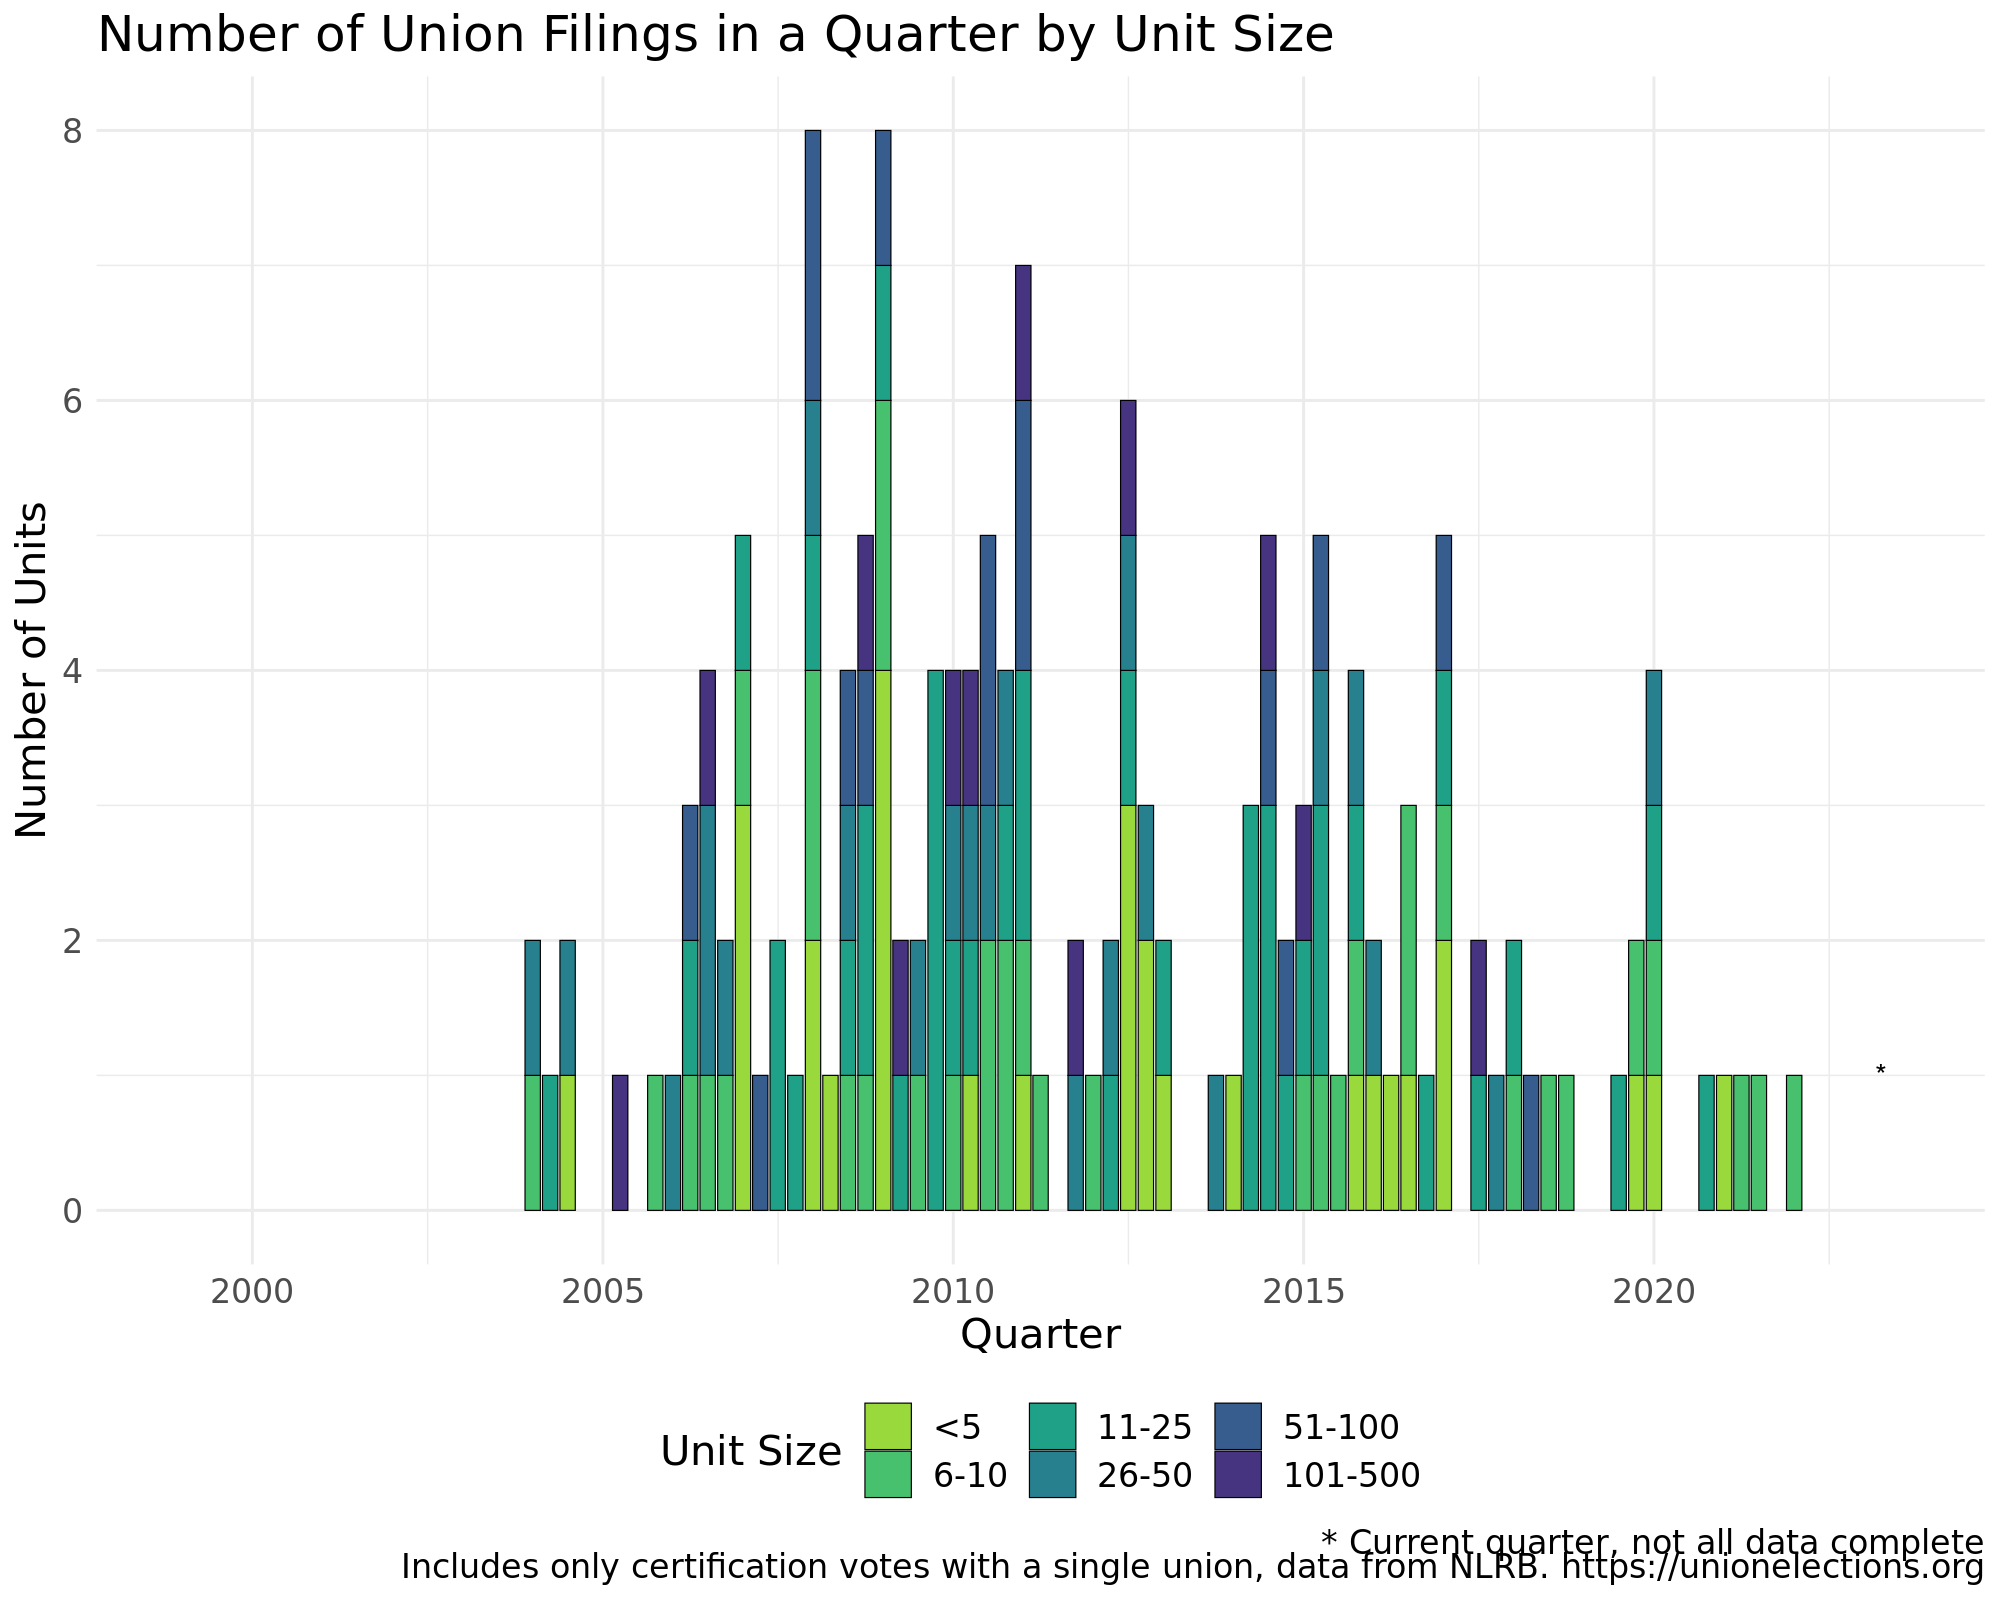 Number of Union Filings in a Quarter by Unit Size
Number of Units
8
6
4
2
0
*
2000 2005 2010 2015 2020
Quarter
Unit Size
<5 11-25 51-100
6-10 26-50 101-500
* Current quarter, not all data complete
Includes only certification votes with a single union, data from NLRB. https://unionelections.org